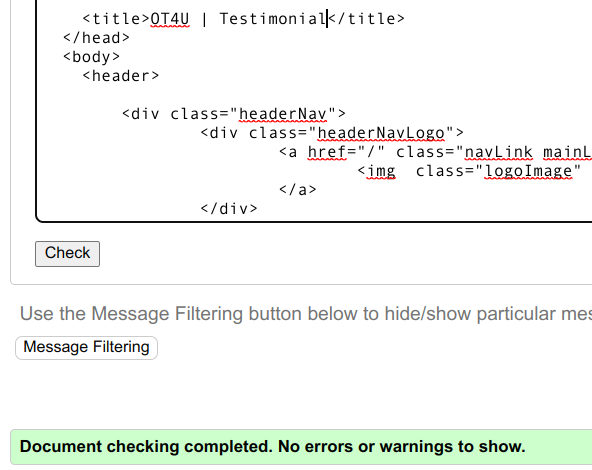 <title>OT4U | Testimonial</title>
</head>
<body>
<header>
<div class="headerNav">
<div class="headerNavLogo">
<a href="/" class="navLink mainL
<img  class="logoImage"
</a>
</div>
Check
Use the Message Filtering button below to hide/show particular mes
Message Filtering
Document checking completed. No errors or warnings to show.